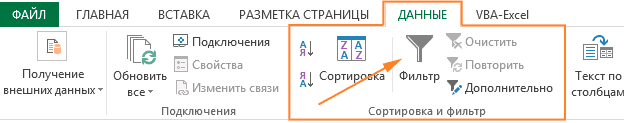 ФАЙЛ ГЛАВНАЯ ВСТАВКА РАЗМЕТКА СТРАНИЦЫ ДАННЫЕ VBA-Excel
Получение
внешних данных
Обновить
все
Подключения
Свойства
Изменить связи
Подключения
А
Я
Я
А
Я А
А Я
Сортировка
Фильтр
Очистить
Повторить
Дополнительно
Сортировка и фильтр
Текст по
столбцам